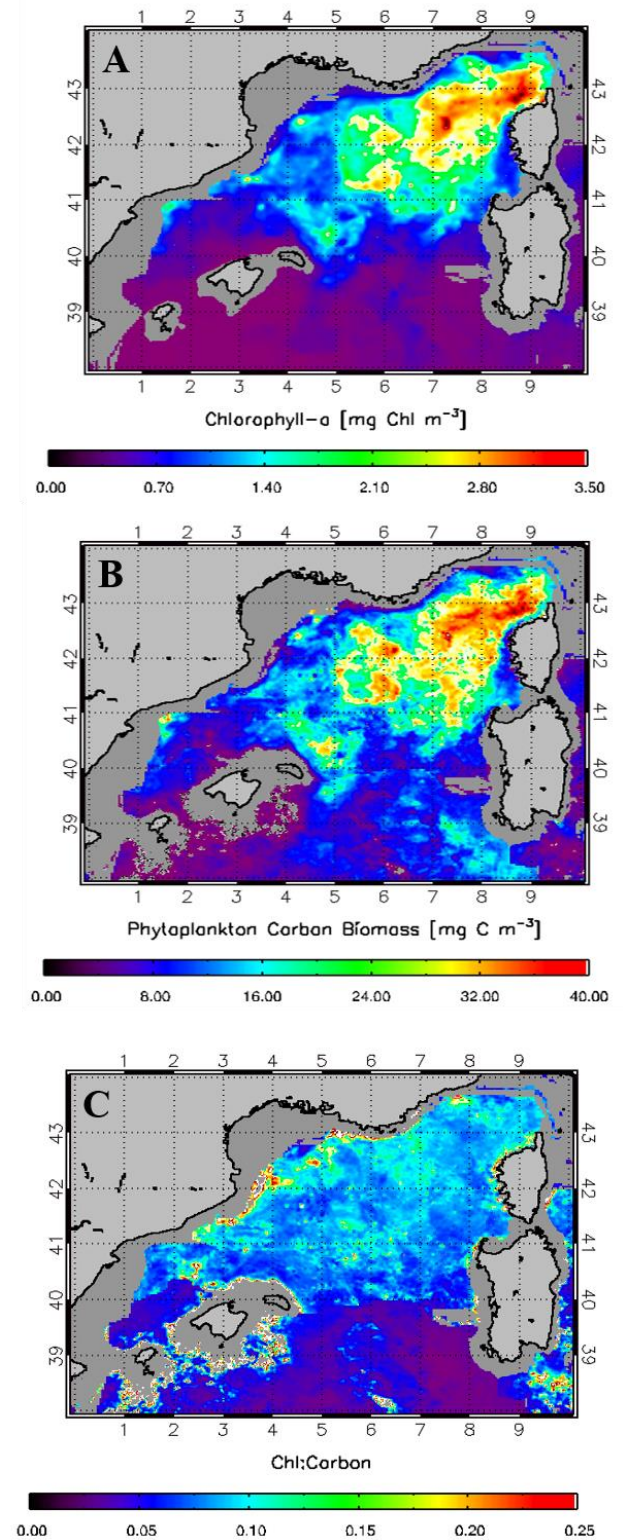 1 2 3 4 5 6 7 8 9
A
43 43
42 42
41 41
40 40
39 39
1 2 3 4 5 6 7 8 9
Chlorophyll-a [mg Chl m⁻³]
0.00 0.70 1.40 2.10 2.80 3.50
1 2 3 4 5 6 7 8 9
B
43 43
42 42
41 41
40 40
39 39
1 2 3 4 5 6 7 8 9
Phytaplankton Carbon Biomass [mg C m⁻³]
0.00 8.00 16.00 24.00 32.00 40.00
1 2 3 4 5 6 7 8 9
C
43 43
42 42
41 41
40 40
39 39
1 2 3 4 5 6 7 8 9
Chl:Carbon
0.00 0.05 0.10 0.15 0.20 0.25